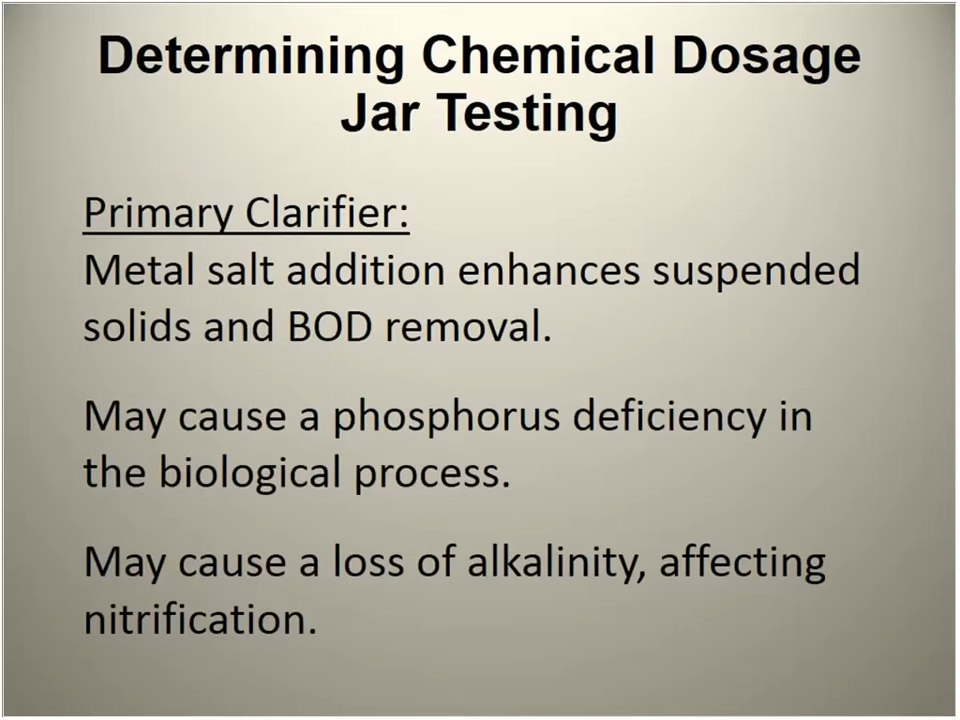 Determining Chemical Dosage
Jar Testing
Primary Clarifier:
Metal salt addition enhances suspended
solids and BOD removal.
May cause a phosphorus deficiency in
the biological process.
May cause a loss of alkalinity, affecting
nitrification.